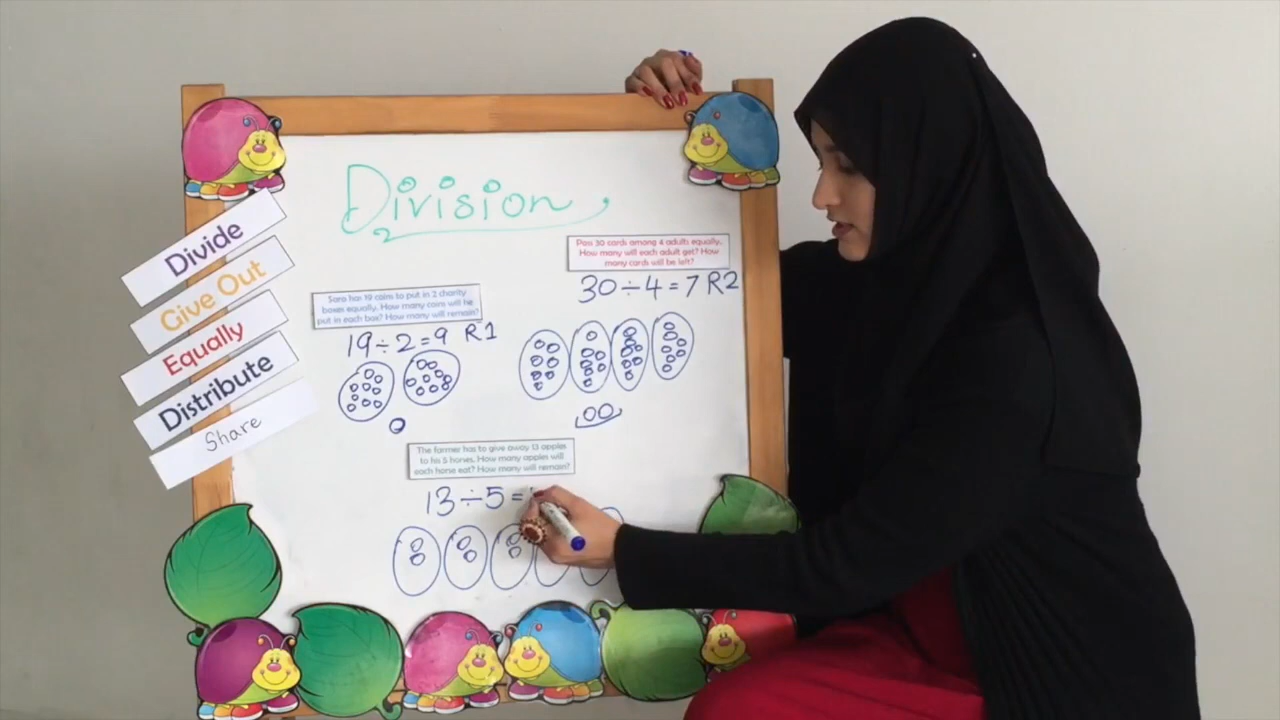 Division
Divide
Give Out
Equally
Distribute
Share
Sara has 19 coins to put in 2 charity
boxes equally. How many coins will he
put in each box? How many will remain?
19÷2=9 R1
Pass 30 cards among 4 adults equally.
How many will each adult get? How
many cards will be left?
30÷4=7 R2
The farmer has to give away 13 apples
to his 5 horses. How many apples will
each horse eat? How many will remain?
13÷5=